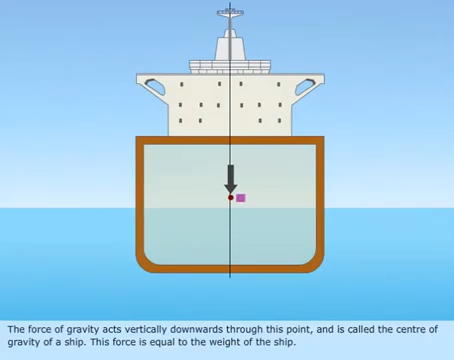 The force of gravity acts vertically downwards through this point, and is called the centre of
gravity of a ship. This force is equal to the weight of the ship.